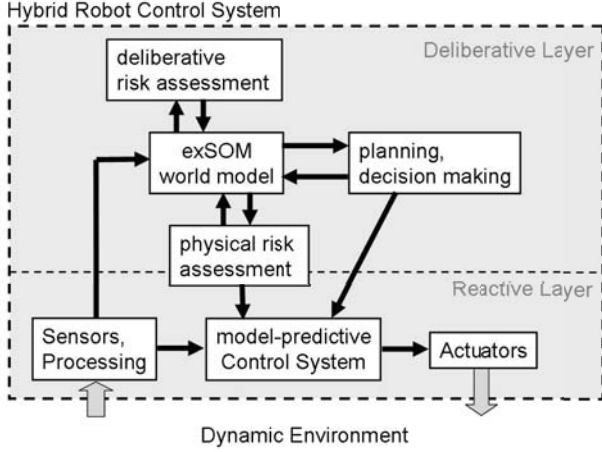 Hybrid Robot Control System
Deliberative Layer
deliberative
risk assessment
exSOM
world model
planning,
decision making
physical risk
assessment
Reactive Layer
Sensors,
Processing
model-predictive
Control System
Actuators
Dynamic Environment